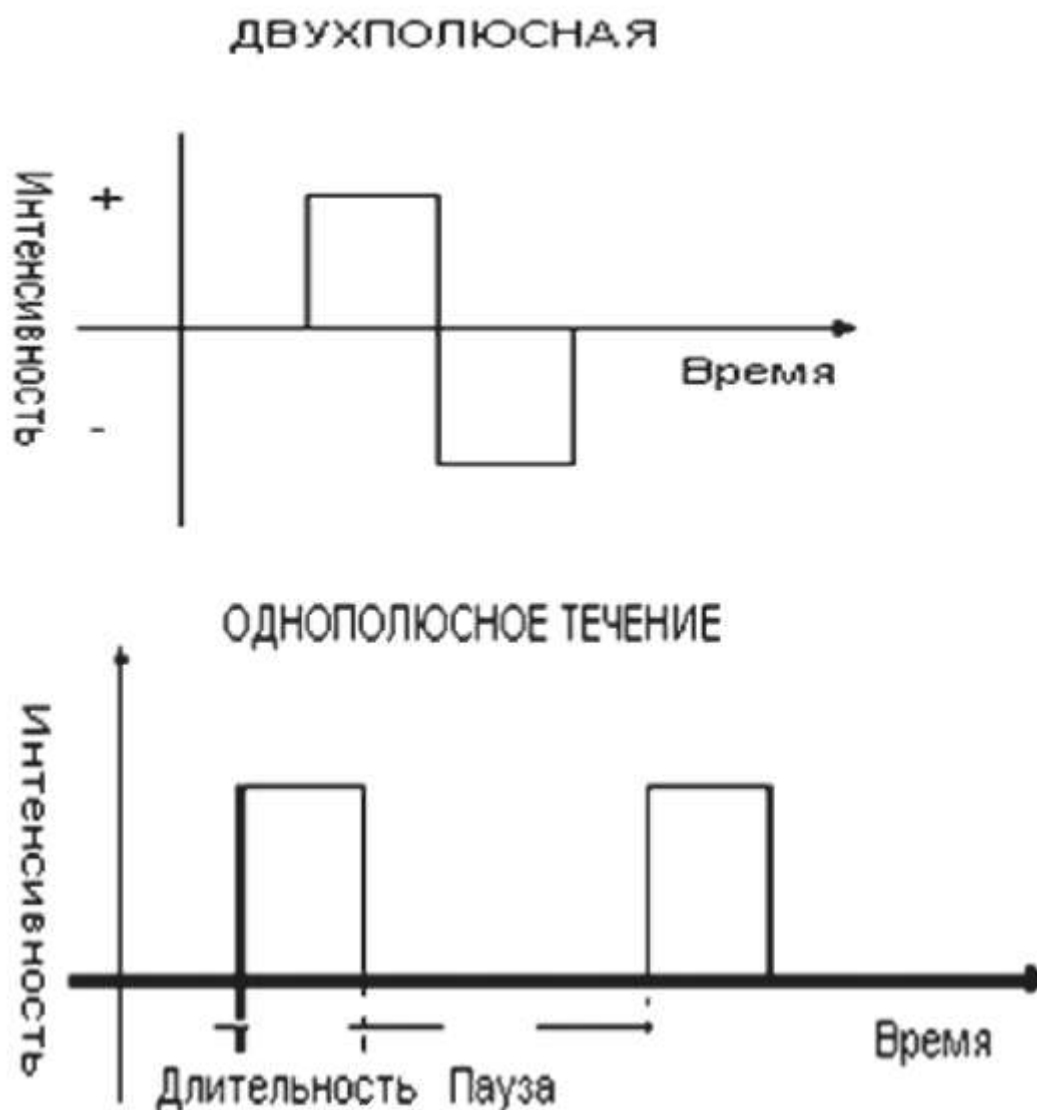 ДВУХПОЛЮСНАЯ
Интенсивность
+
-
Время
ОДНОПОЛЮСНОЕ ТЕЧЕНИЕ
Интенсивность
Время
Длительность Пауза